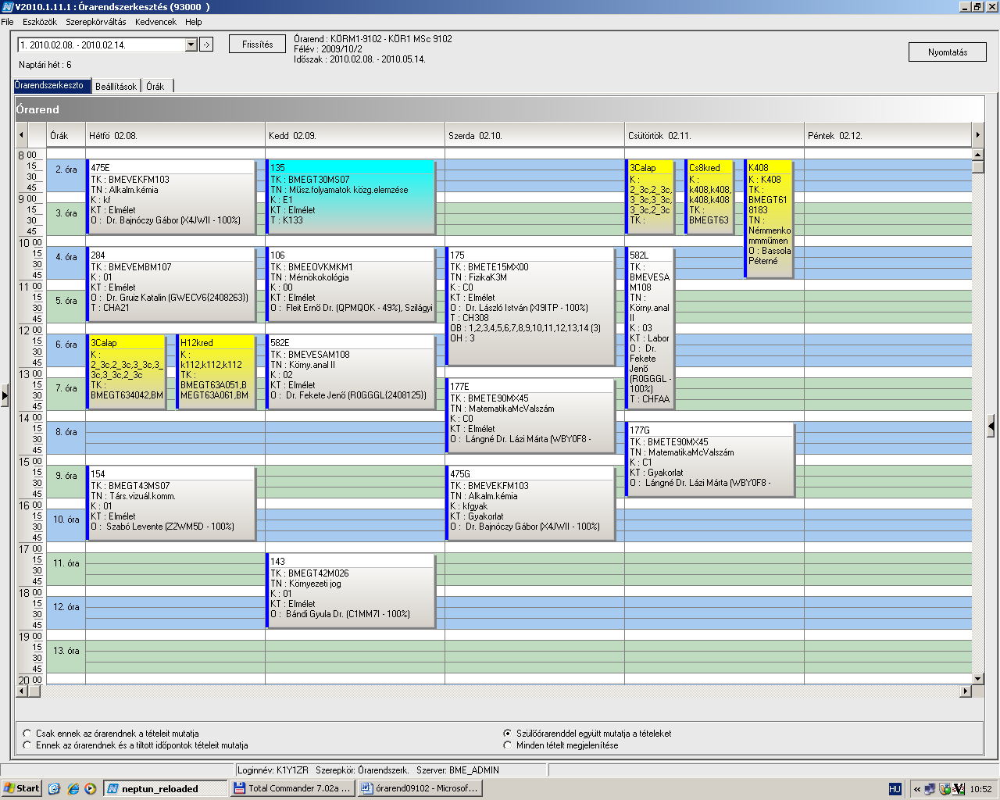 V2010.1.11.1 : Órarendszerkesztés (93000 )
File Eszközök Szerepkörváltás Kedvencek Help
1. 2010.02.08. - 2010.02.14.
->
Frissítés
Órarend : KÖRM1-9102 - KÖR1 MSc 9102
Félév : 2009/10/2
Időszak : 2010.02.08. - 2010.05.14.
Nyomtatás
Naptári hét : 6
Órarendszerkeszto Beállítások Órák
Órarend
Órák Hétfő 02.08. Kedd 02.09. Szerda 02.10. Csütörtök 02.11. Péntek 02.12.
8 00
15
30
45
9 00
15
30
45
10 00
15
30
45
11 00
15
30
45
12 00
15
30
45
13 00
15
30
45
14 00
15
30
45
15 00
15
30
45
16 00
15
30
45
17 00
15
30
45
18 00
15
30
45
19 00
15
30
45
20 00
2. óra
3. óra
4. óra
5. óra
6. óra
7. óra
8. óra
9. óra
10. óra
11. óra
12. óra
13. óra
475E
TK : BMEVEKFM103
TN : Alkalm.kémia
K : kf
KT : Elmélet
O : Dr. Bajnóczy Gábor (X4JWII - 100%)
284
TK : BMEVEMBM107
K : 01
KT : Elmélet
O : Dr. Gruiz Katalin (GWECV6{2408263})
T : CHA21
3Calap
K :
2_3c,2_3c,3_3c,3_
3c,3_3c,2_3c
TK :
BMEGT634042,BM
H12kred
K :
k112,k112,k112
TK :
BMEGT63A051,B
MEGT63A061,BM
154
TK : BMEGT43MS07
TN : Társ.vizuál.komm.
K : 01
KT : Elmélet
O : Szabó Levente (Z2WM5D - 100%)
135
TK : BMEGT30MS07
TN : Műsz.folyamatok közg.elemzése
K : E1
KT : Elmélet
T : K133
106
TK : BMEEOVKMKM1
TN : Mérnökokológia
K : 00
KT : Elmélet
O : Fleit Ernő Dr. (QPMQOK - 49%), Szilágyi
582E
TK : BMEVESAM108
TN : Körny.anal II
K : 02
KT : Elmélet
O : Dr. Fekete Jenő (R0GGGL{2408125})
143
TK : BMEGT42M026
TN : Környezeti jog
K : 01
KT : Elmélet
O : Bándi Gyula Dr. (C1MM7I - 100%)
175
TK : BMETE15MX00
TN : FizikaK3M
K : C0
KT : Elmélet
O : Dr. László István (XI9ITP - 100%)
T : CH308
OB : 1,2,3,4,5,6,7,8,9,10,11,12,13,14 (3)
OH : 3
177E
TK : BMETE90MX45
TN : MatematikaMcValszám
K : C0
KT : Elmélet
O : Lángné Dr. Lázi Márta (WBY0F8 -
475G
TK : BMEVEKFM103
TN : Alkalm.kémia
K : kfgyak
KT : Gyakorlat
O : Dr. Bajnóczy Gábor (X4JWII - 100%)
3Calap
K :
2_3c,2_3c,
3_3c,3_3c,
3_3c,2_3c
TK :
Cs8kred
K :
k408,k408,
k408,k408
TK :
BMEGT63
K408
K : K408
TK :
BMEGT61
8183
TN :
Némmenko
mmműmen
O : Bassola
Péterné
582L
TK :
BMEVESA
M108
TN :
Körny.anal
II
K : 03
KT : Labor
O : Dr.
Fekete
Jenő
(R0GGGL -
100%)
T : CHFAA
177G
TK : BMETE90MX45
TN : MatematikaMcValszám
K : C1
KT : Gyakorlat
O : Lángné Dr. Lázi Márta (WBY0F8 -
Csak ennek az órarendnek a tételeit mutatja
Ennek az órarendnek és a tiltott időpontok tételeit mutatja
Szülőórarenddel együtt mutatja a tételeket
Minden tételt megjelenítése
Loginnév: K1Y1ZR Szerepkör: Órarendszerk. Szerver: BME_ADMIN
Start neptun_reloaded Total Commander 7.02a ... órarend09102 - Microsof... HU « 10:52